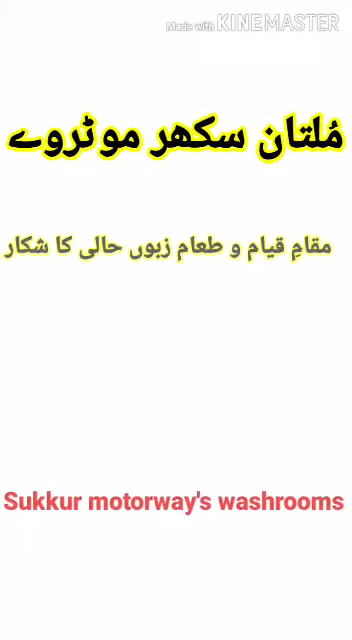 Made with KINEMASTER
مُلتان سکھر موٹروے
مقامِ قیام و طعام زبوں حالی کا شکار
Sukkur motorway's washrooms